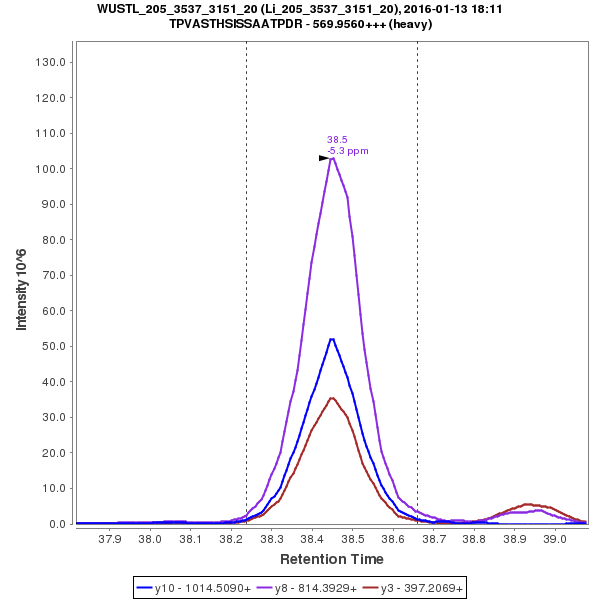 WUSTL_205_3537_3151_20 (Li_205_3537_3151_20), 2016-01-13 18:11
TPVASTHSISSAATPDR - 569.9560+++ (heavy)
Intensity 10^6
130.0
120.0
110.0
100.0
90.0
80.0
70.0
60.0
50.0
40.0
30.0
20.0
10.0
0.0
38.5
-5.3 ppm
37.9 38.0 38.1 38.2 38.3 38.4 38.5 38.6 38.7 38.8 38.9 39.0
Retention Time
y10 - 1014.5090+ y8 - 814.3929+ y3 - 397.2069+